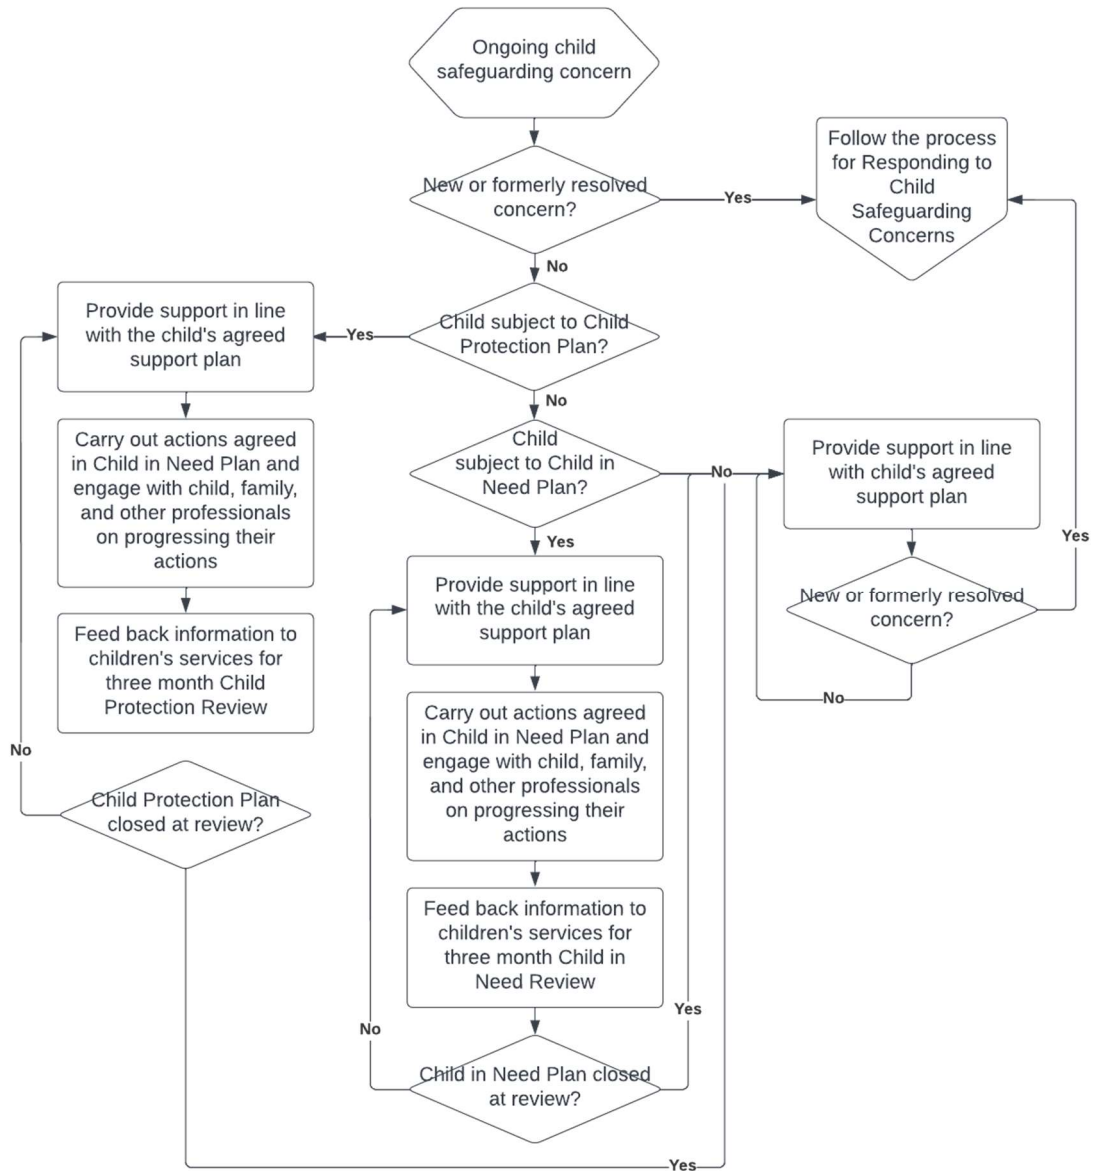 Ongoing child
safeguarding concern
New or formerly resolved
concern?
Yes
Follow the process
for Responding to
Child
Safeguarding
Concerns
No
Child subject to Child
Protection Plan?
Yes
Provide support in line
with the child's agreed
support plan
Carry out actions agreed
in Child in Need Plan and
engage with child, family,
and other professionals
on progressing their
actions
Feed back information to
children's services for
three month Child
Protection Review
No
Child Protection Plan
closed at review?
Yes
No
Child
subject to Child in
Need Plan?
No
Yes
Provide support in line
with the child's agreed
support plan
Carry out actions agreed
in Child in Need Plan and
engage with child, family,
and other professionals
on progressing their
actions
Feed back information to
children's services for
three month Child in
Need Review
Yes
No
Child in Need Plan closed
at review?
Provide support in line
with child's agreed
support plan
Yes
New or formerly resolved
concern?
No